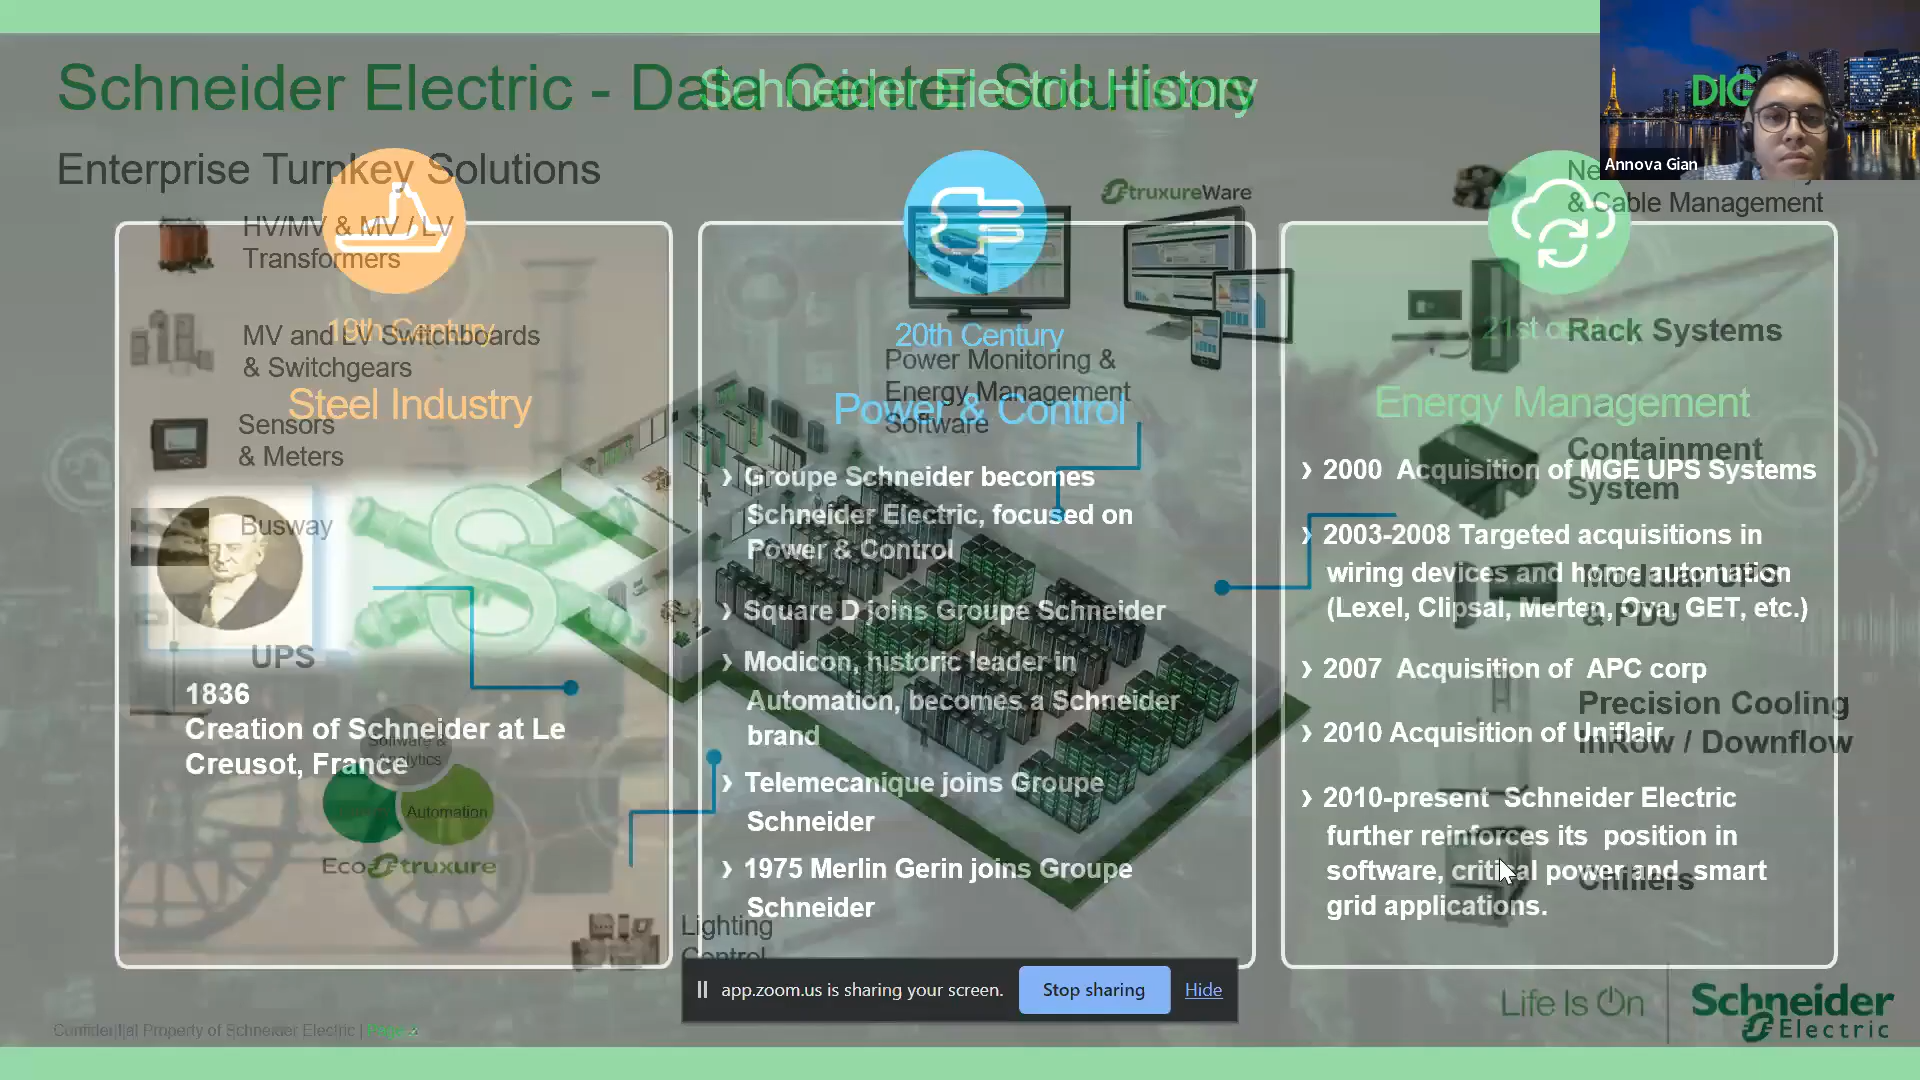 Schneider Electric - Data Center Solutions
Schneider Electric History
Enterprise Turnkey Solutions
DIG
Annova Gian
HV/MV & MV / LV
Transformers
MV and LV Switchboards
& Switchgears
Sensors
& Meters
Busway
UPS
19th Century
Steel Industry
1836
Creation of Schneider at Le
Creusot, France
Software &
Automation
EcoStruxure
Lighting
Control
StruxureWare
20th Century
Power Monitoring &
Energy Management
Software
Power & Control
› Groupe Schneider becomes
Schneider Electric, focused on
Power & Control
› Square D joins Groupe Schneider
› Modicon, historic leader in
Automation, becomes a Schneider
brand
› Telemecanique joins Groupe
Schneider
› 1975 Merlin Gerin joins Groupe
Schneider
& Cable Management
21st
Rack Systems
Energy Management
Containment
System
› 2000 Acquisition of MGE UPS Systems
› 2003-2008 Targeted acquisitions in
wiring devices and home automation
(Lexel, Clipsal, Merten, Ova, GET, etc.)
Modular UPS
& PDU
› 2007 Acquisition of APC corp
Precision Cooling
InRow / Downflow
› 2010 Acquisition of Uniflair
› 2010-present Schneider Electric
further reinforces its position in
software, critical power and smart
grid applications.
Chillers
app.zoom.us is sharing your screen.
Stop sharing
Hide
Life Is On
Schneider
Electric
Confidential Property of Schneider Electric |